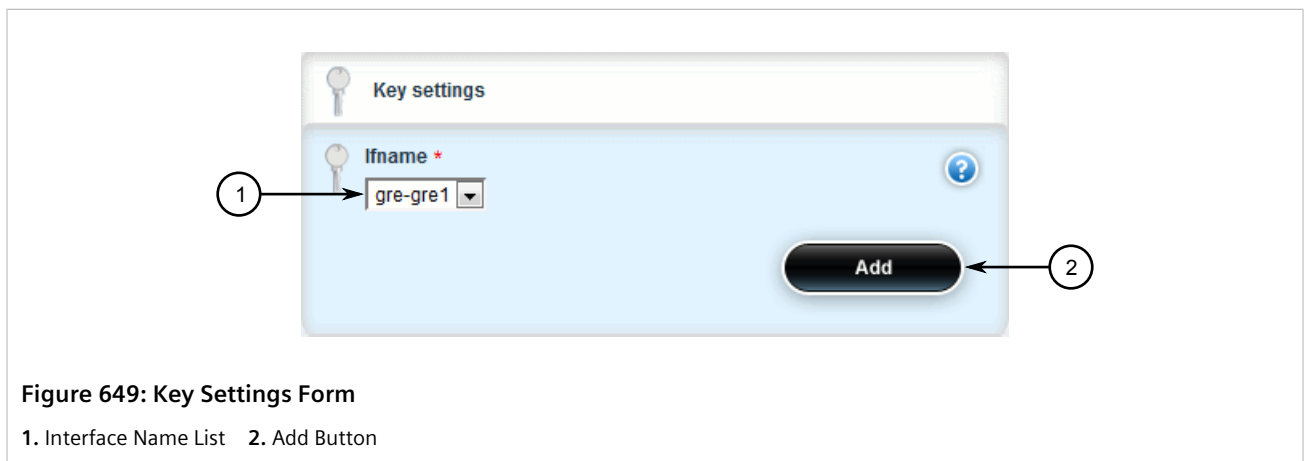 Key settings
Ifname *
1
gre-gre1
Add
2
Figure 649: Key Settings Form
1. Interface Name List 2. Add Button